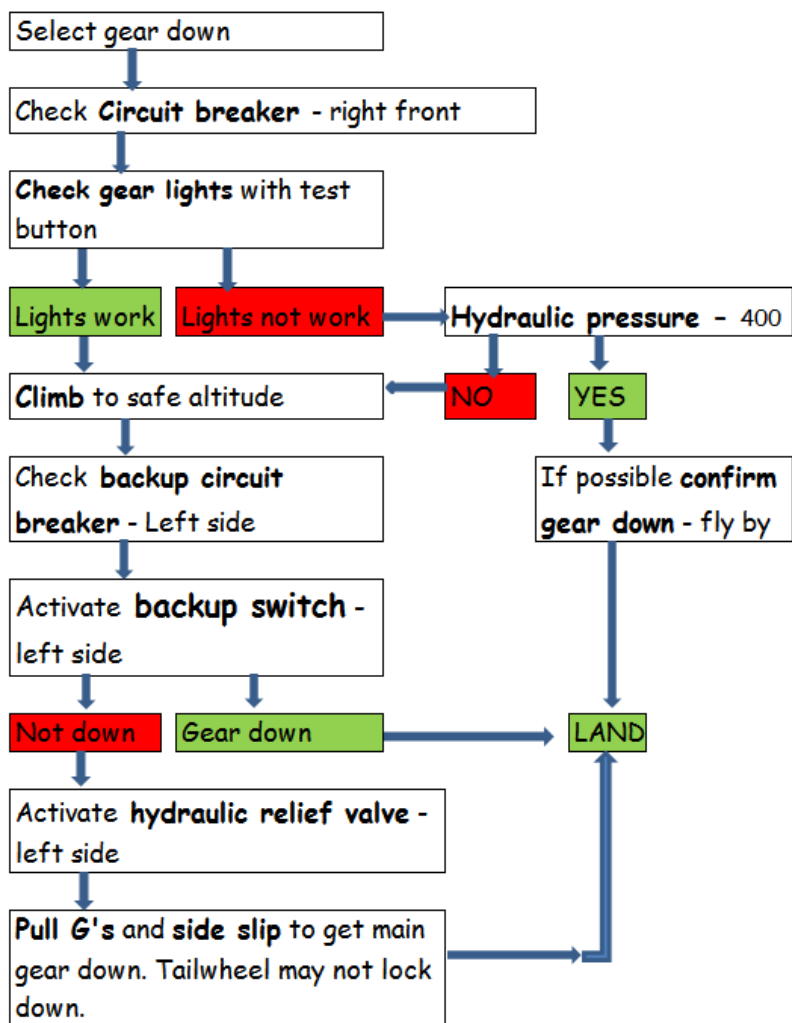 Select gear down
Check Circuit breaker - right front
Check gear lights with test
button
Lights work
Lights not work
Hydraulic pressure - 400
Climb to safe altitude
NO
YES
Check backup circuit
breaker - Left side
If possible confirm
gear down - fly by
Activate backup switch -
left side
Not down
Gear down
LAND
Activate hydraulic relief valve -
left side
Pull G's and side slip to get main
gear down. Tailwheel may not lock
down.